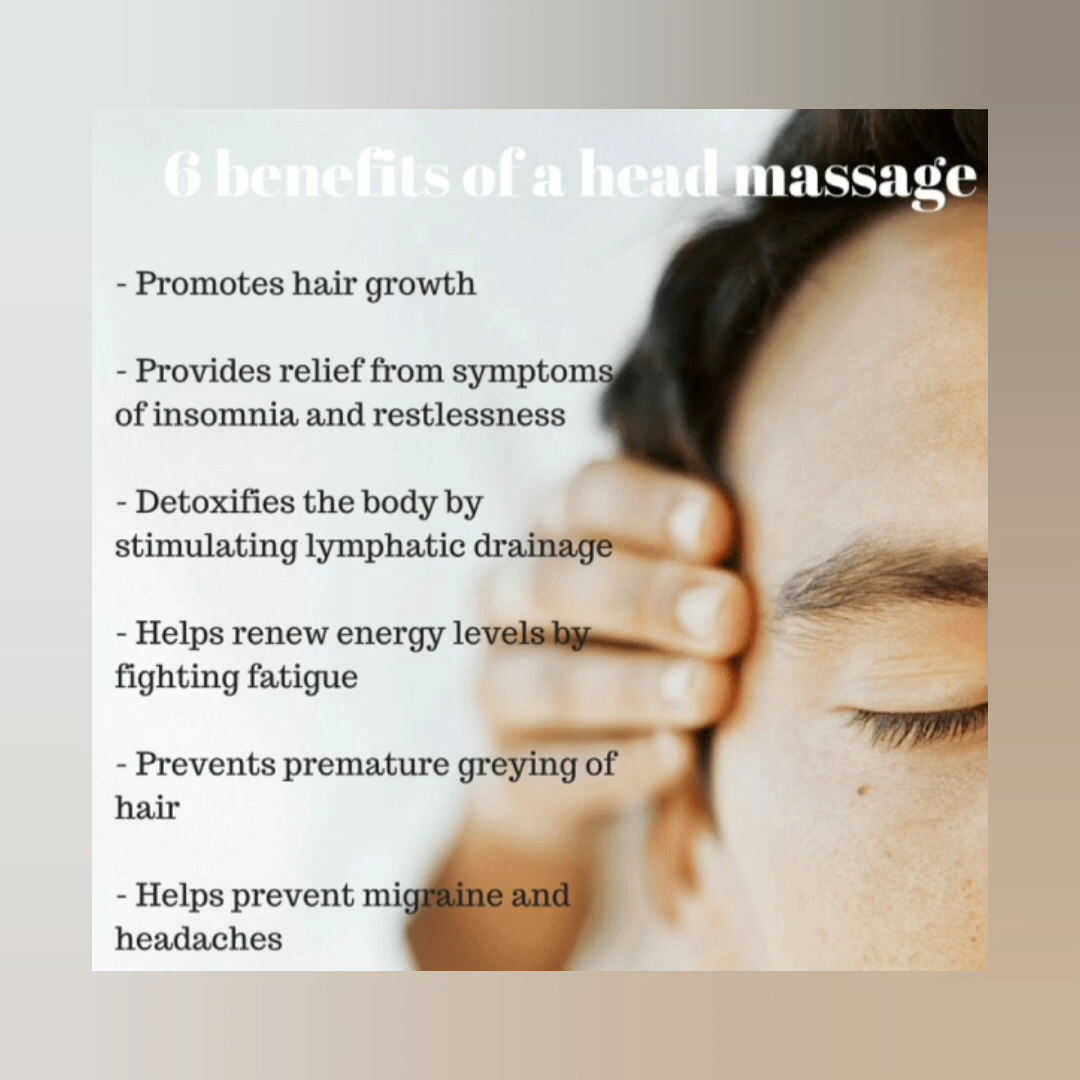 6 benefits of a head massage
- Promotes hair growth
- Provides relief from symptoms
of insomnia and restlessness
- Detoxifies the body by
stimulating lymphatic drainage
- Helps renew energy levels by
fighting fatigue
- Prevents premature greying of
hair
- Helps prevent migraine and
headaches